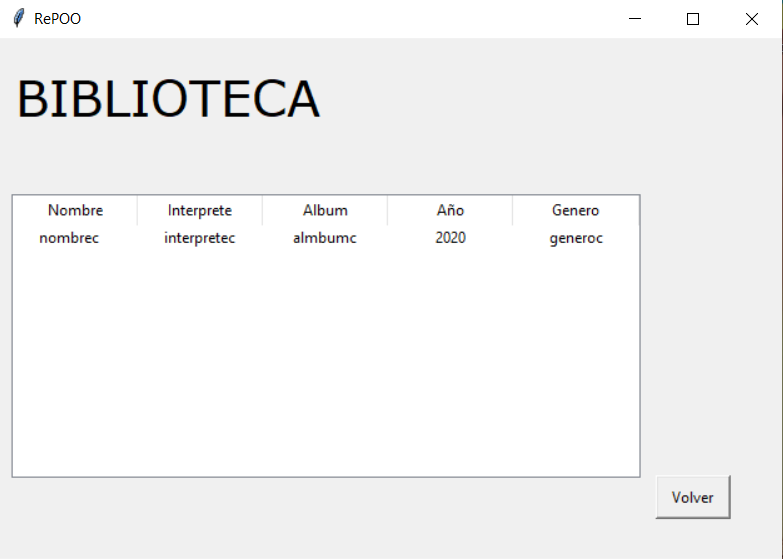 RePOO
BIBLIOTECA
Nombre Interprete Album Año Genero
nombrec interpretec almbumc 2020 generoc
Volver